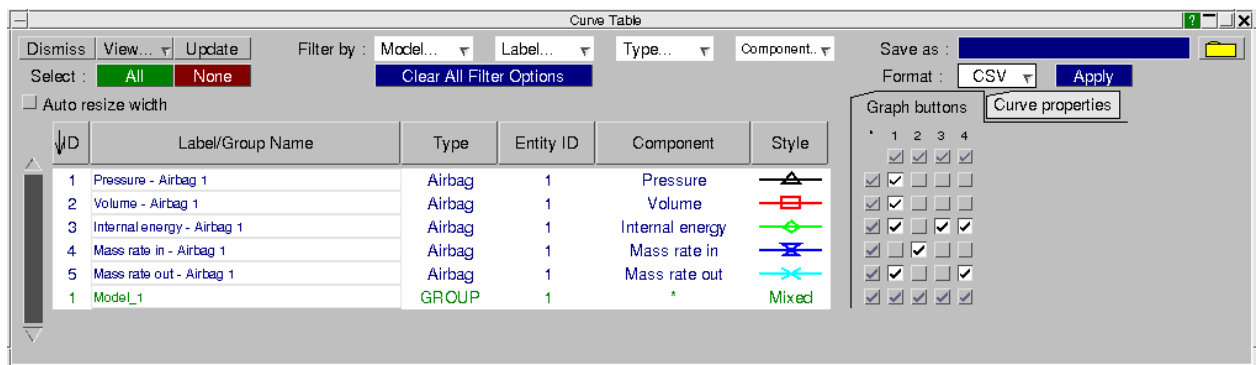 Curve Table
?
Dismiss View... Update Filter by : Model... Label... Type... Component.. Save as :
Select : All None Clear All Filter Options Format : CSV Apply
Auto resize width Graph buttons Curve properties
ID Label/Group Name Type Entity ID Component Style * 1 2 3 4
1 Pressure - Airbag 1 Airbag 1 Pressure
2 Volume - Airbag 1 Airbag 1 Volume
3 Internal energy - Airbag 1 Airbag 1 Internal energy
4 Mass rate in - Airbag 1 Airbag 1 Mass rate in
5 Mass rate out - Airbag 1 Airbag 1 Mass rate out
1 Model_1 GROUP 1 * Mixed